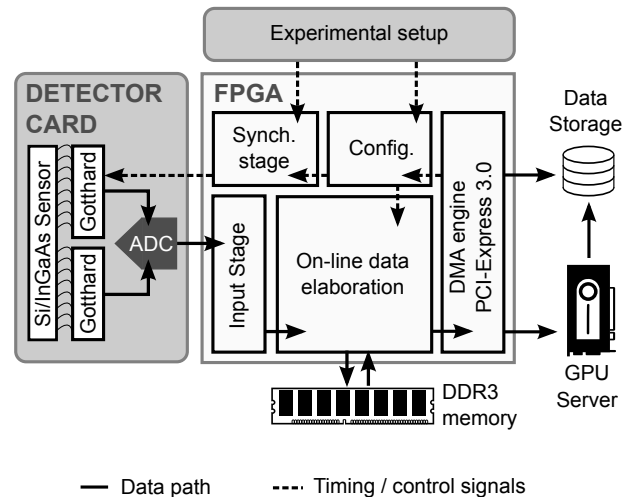 Experimental setup
DETECTOR
CARD
FPGA
Synch.
stage
Config.
Data
Storage
Si/InGaAs Sensor
Gotthard
Gotthard
ADC
Input Stage
On-line data
elaboration
DMA engine
PCI-Express 3.0
GPU
Server
DDR3
memory
Data path
Timing / control signals